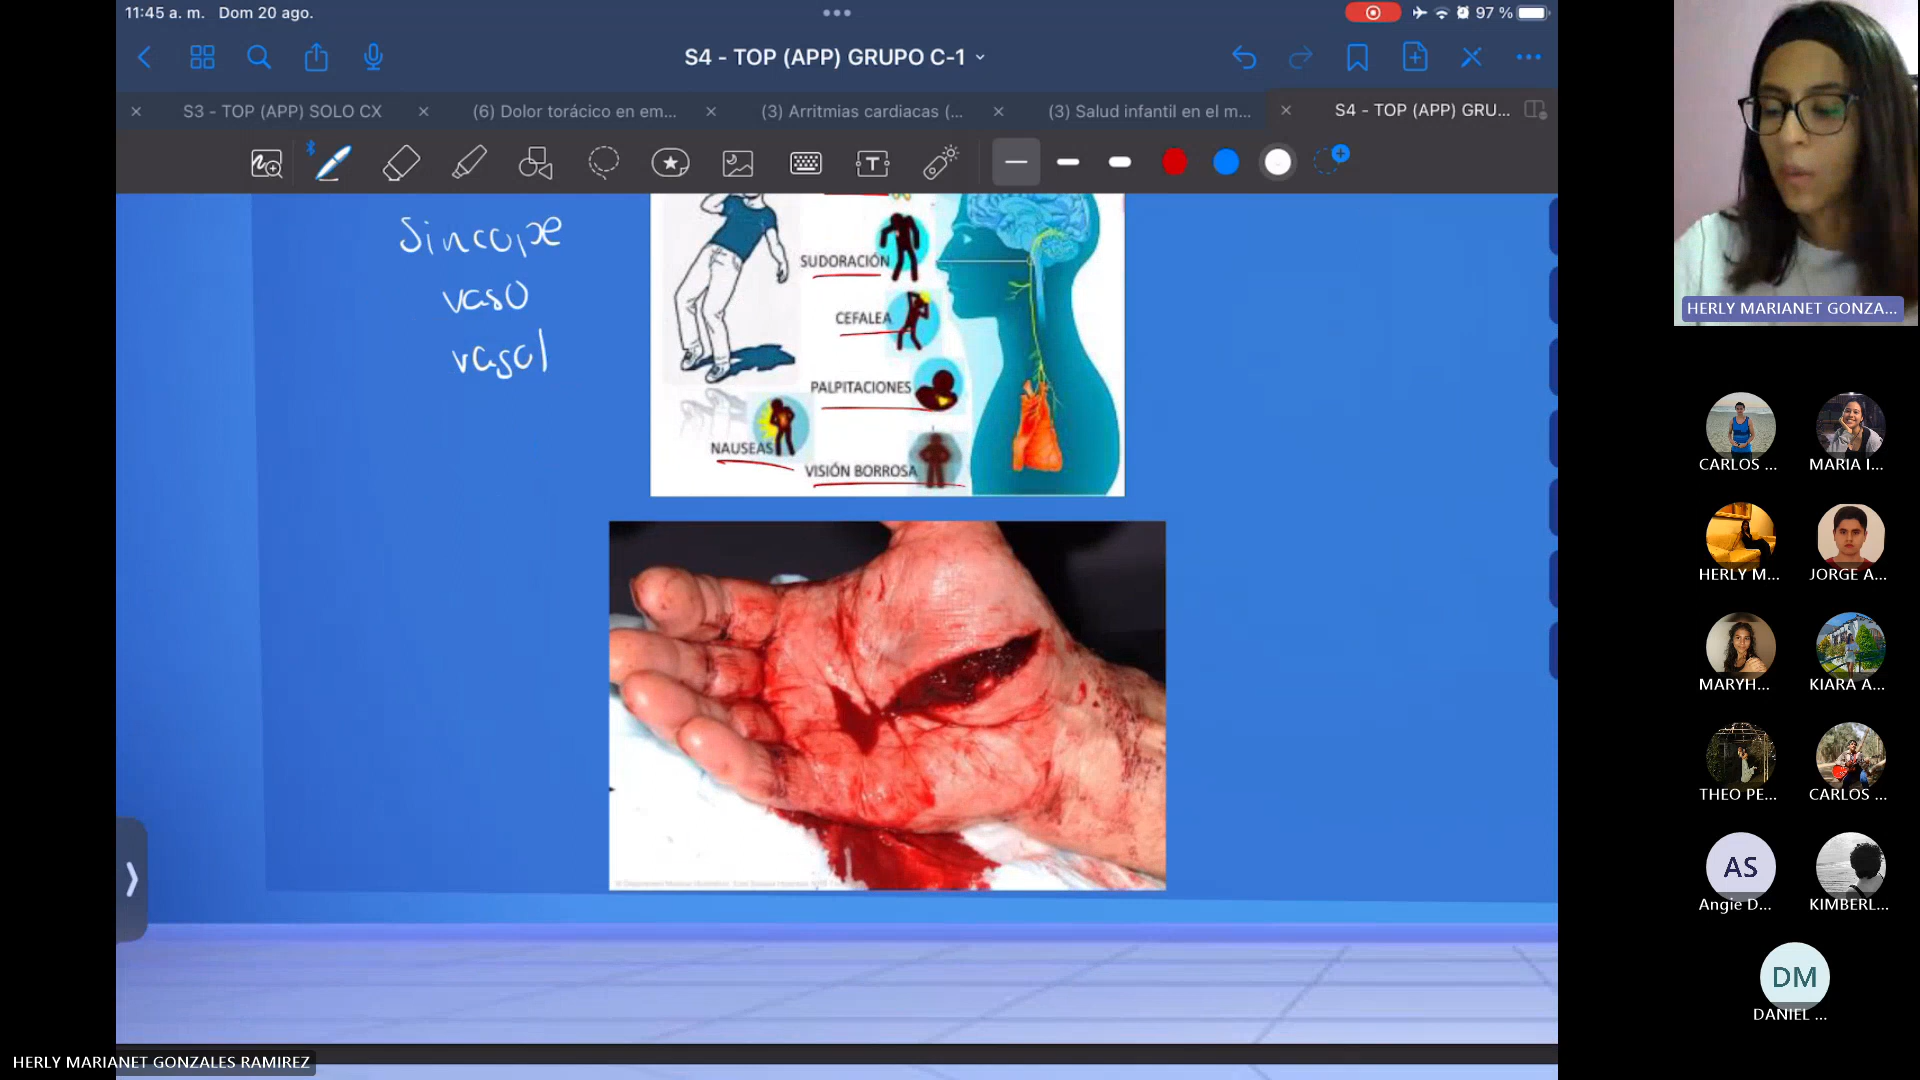 11:45 a. m. Dom 20 ago.
97 %
S4 - TOP (APP) GRUPO C-1
S3 - TOP (APP) SOLO CX
(6) Dolor torácico en em...
(3) Arritmias cardiacas (...
(3) Salud infantil en el m...
S4 - TOP (APP) GRU...
Sincope
vaso
vagal
SUDORACIÓN
CEFALEA
PALPITACIONES
NAUSEAS
VISIÓN BORROSA
HERLY MARIANET GONZA...
CARLOS ...
MARIA I...
HERLY M...
JORGE A...
MARYH...
KIARA A...
THEO PE...
CARLOS ...
AS
Angie D...
KIMBERL...
DM
DANIEL ...
HERLY MARIANET GONZALES RAMIREZ